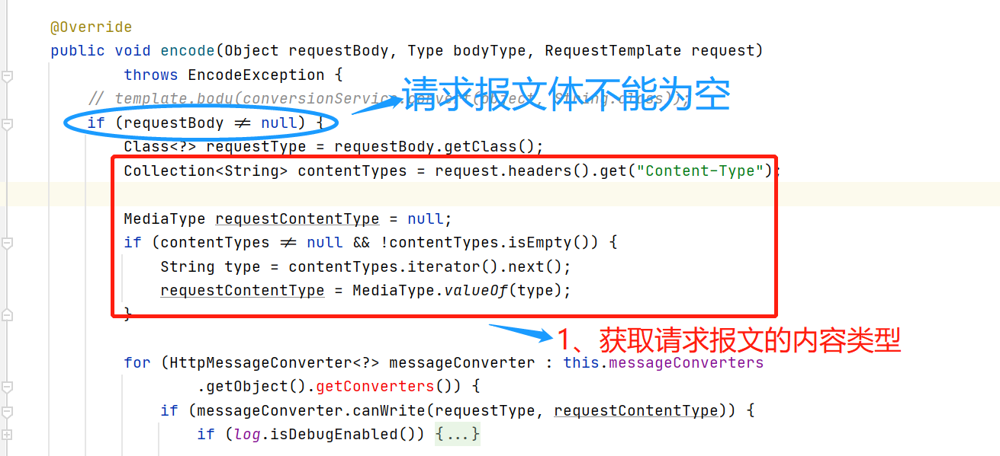 @Override
public void encode(Object requestBody, Type bodyType, RequestTemplate request)
throws EncodeException {
// template.body(conversionService.convert(object, String.class));
请求报文体不能为空
if (requestBody != null) {
Class<?> requestType = requestBody.getClass();
Collection<String> contentTypes = request.headers().get("Content-Type");
MediaType requestContentType = null;
if (contentTypes != null && !contentTypes.isEmpty()) {
String type = contentTypes.iterator().next();
requestContentType = MediaType.valueOf(type);
}
1、获取请求报文的内容类型
for (HttpMessageConverter<?> messageConverter : this.messageConverters
.getObject().getConverters()) {
if (messageConverter.canWrite(requestType, requestContentType)) {
if (log.isDebugEnabled()) {...}